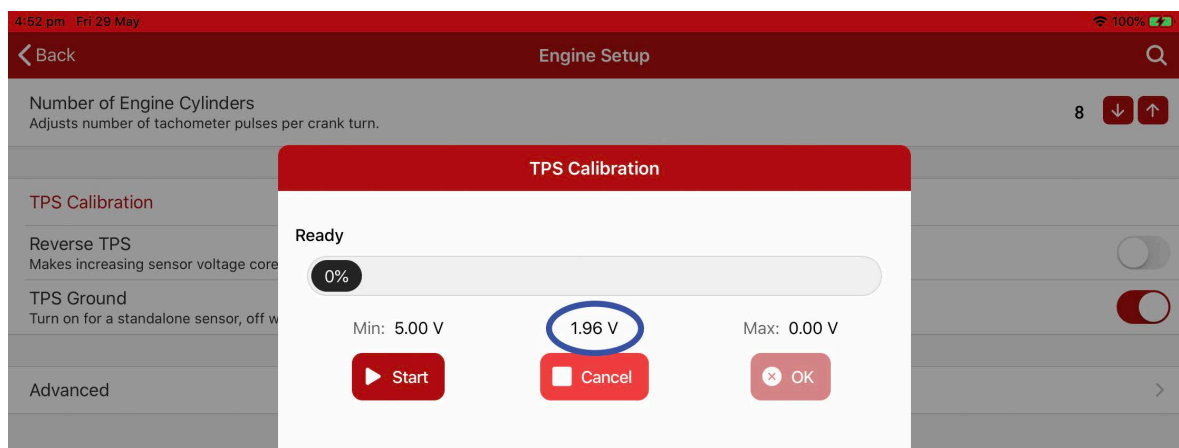 4:52 pm Fri 29 May
100%
Back
Engine Setup
Number of Engine Cylinders
Adjusts number of tachometer pulses per crank turn.
8
TPS Calibration
TPS Calibration
Reverse TPS
Makes increasing sensor voltage core
TPS Ground
Turn on for a standalone sensor, off w
Ready
0%
Min: 5.00 V
1.96 V
Max: 0.00 V
Start
Cancel
OK
Advanced